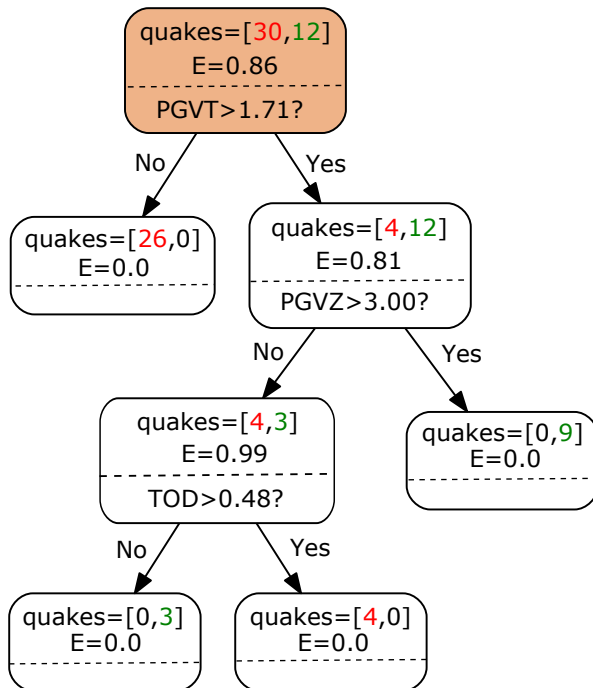 quakes=[30,12]
E=0.86
PGVT>1.71?
No
Yes
quakes=[26,0]
E=0.0
quakes=[4,12]
E=0.81
PGVZ>3.00?
No
Yes
quakes=[4,3]
E=0.99
TOD>0.48?
quakes=[0,9]
E=0.0
No
Yes
quakes=[0,3]
E=0.0
quakes=[4,0]
E=0.0